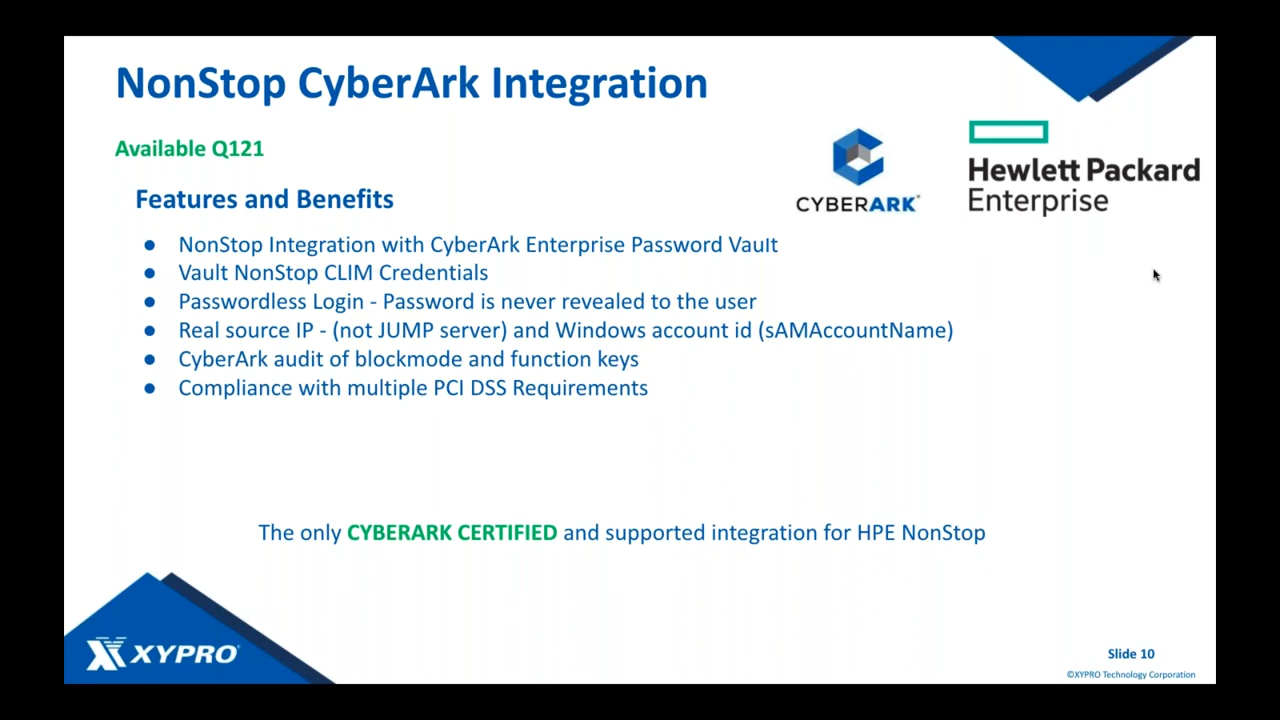 NonStop CyberArk Integration
Available Q121
Features and Benefits
CYBERARK®
Hewlett Packard
Enterprise
● NonStop Integration with CyberArk Enterprise Password Vault
● Vault NonStop CLIM Credentials
● Passwordless Login - Password is never revealed to the user
● Real source IP - (not JUMP server) and Windows account id (sAMAccountName)
● CyberArk audit of blockmode and function keys
● Compliance with multiple PCI DSS Requirements
The only CYBERARK CERTIFIED and supported integration for HPE NonStop
XYPRO®
Slide 10
©XYPRO Technology Corporation